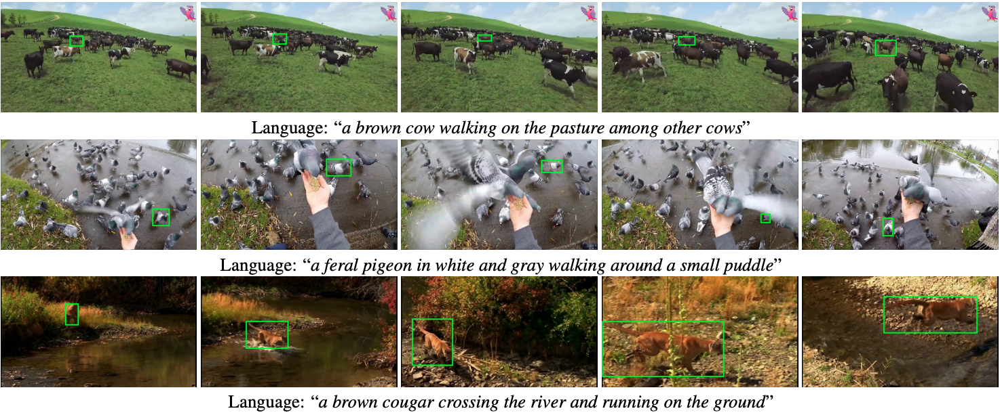 Language: “a brown cow walking on the pasture among other cows”
Language: “a feral pigeon in white and gray walking around a small puddle”
Language: “a brown cougar crossing the river and running on the ground”